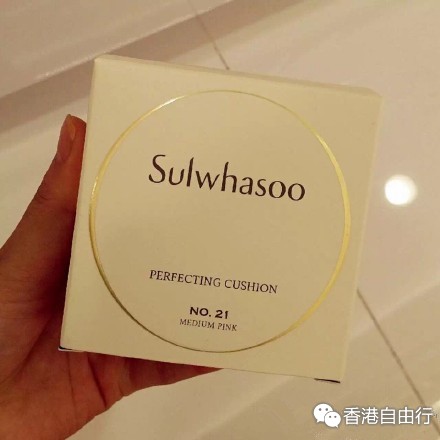 Sulwhasoo
PERFECTING CUSHION
NO. 21
MEDIUM PINK
香港自由行